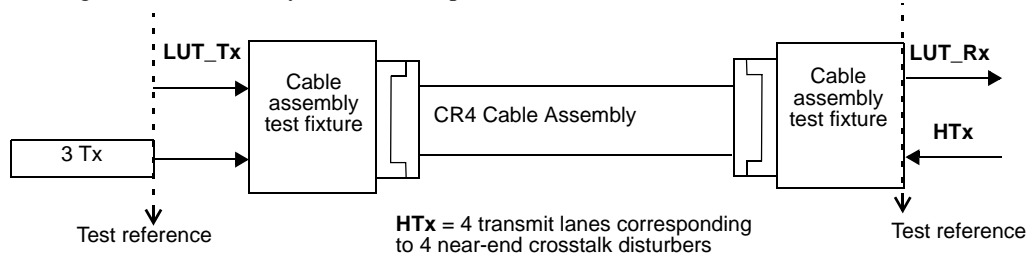 LUT_Tx
LUT_Rx
Cable
assembly
test fixture
CR4 Cable Assembly
Cable
assembly
test fixture
HTx
3 Tx
Test reference
HTx = 4 transmit lanes corresponding
to 4 near-end crosstalk disturbers
Test reference